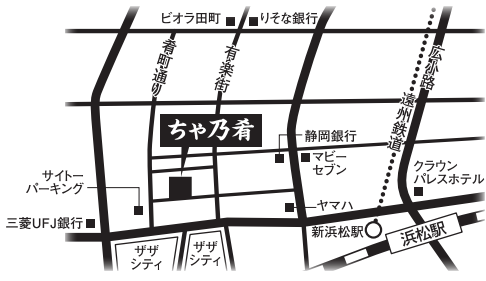 ビオラ田町
りそな銀行
肴町通り
有楽街
広小路
遠州鉄道
ちゃ乃肴
静岡銀行
マビー
セブン
クラウン
パレスホテル
サイトー
パーキング
ヤマハ
三菱UFJ銀行
新浜松駅
浜松駅
ザザ
シティ
ザザ
シティ